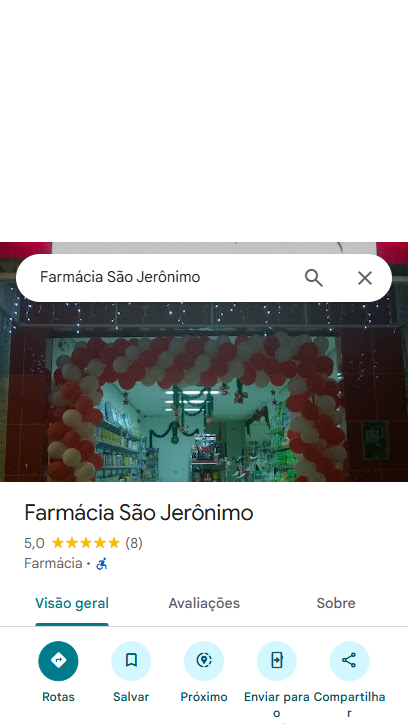 Farmácia São Jerônimo
Farmácia São Jerônimo
5,0 (8)
Farmácia •
Visão geral Avaliações Sobre
Rotas Salvar Próximo Enviar para o Compartilhar